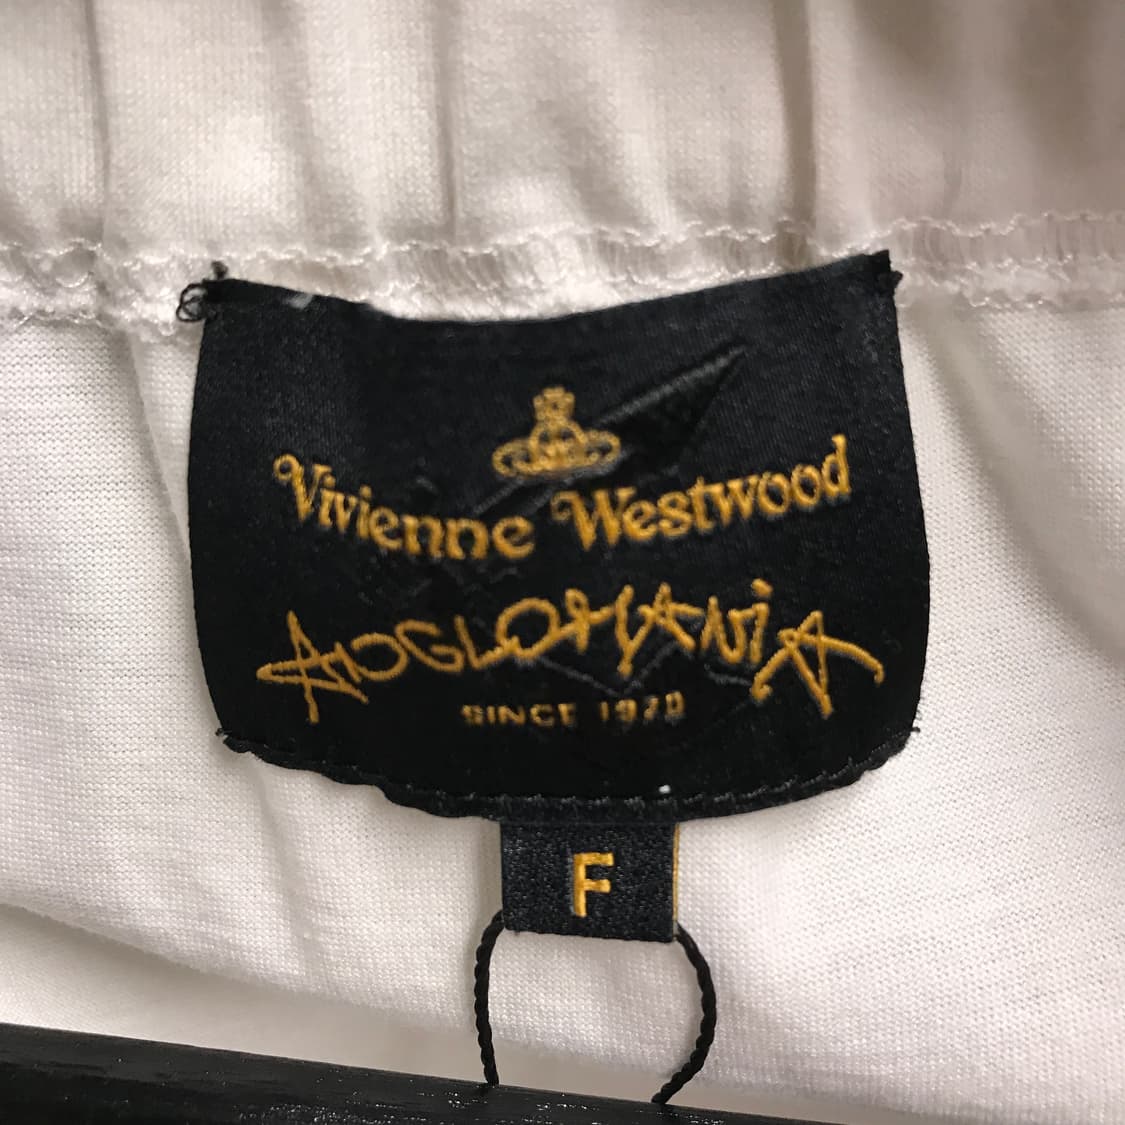 Vivienne Westwood
ANGLOMANIA
SINCE 1970
F